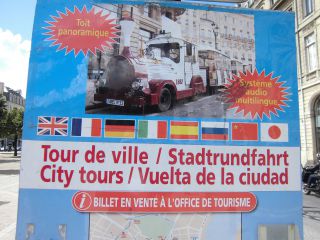 Toit
panoramique
Système
audio
multilingue
Tour de ville / Stadtrundfahrt
City tours / Vuelta de la ciudad
i BILLET EN VENTE À L'OFFICE DE TOURISME